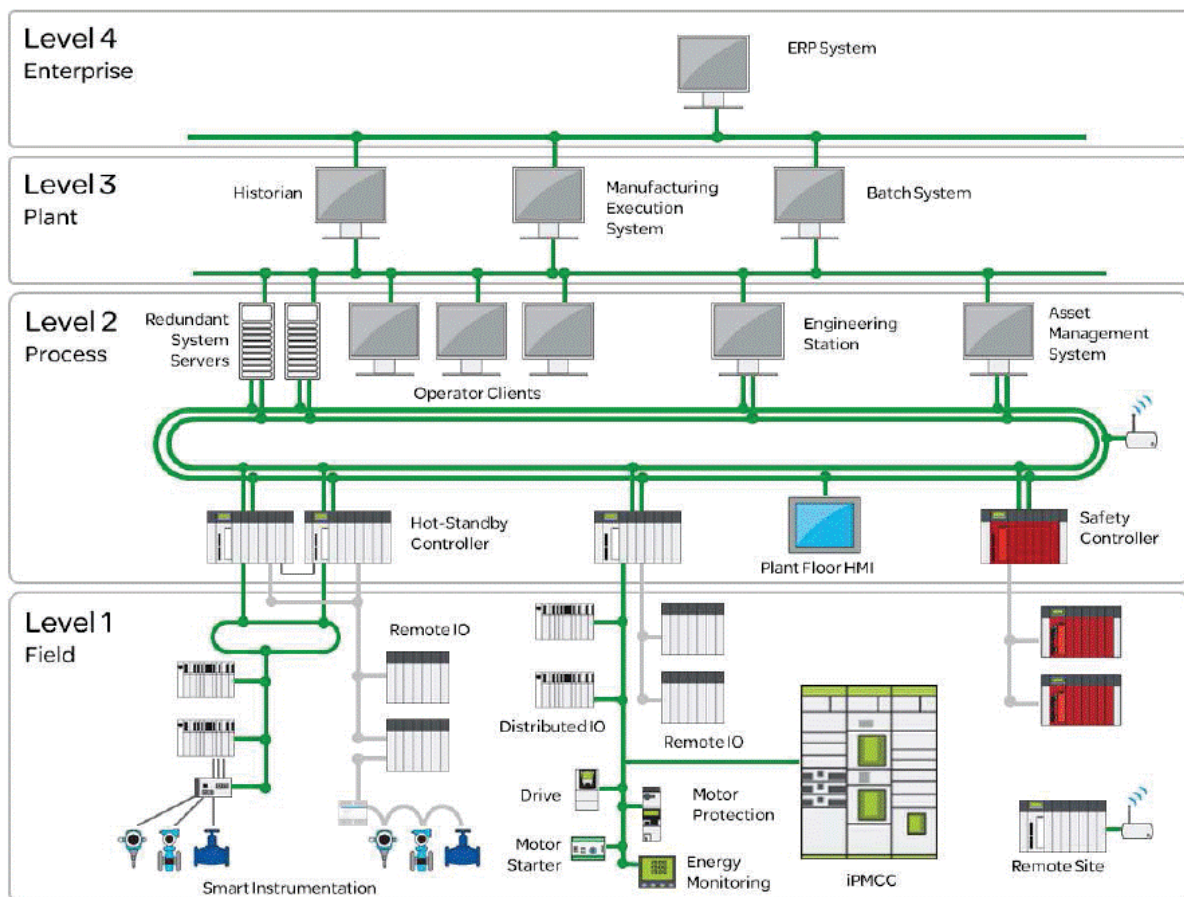 Level 4
Enterprise
ERP System
Level 3
Plant
Historian
Manufacturing
Execution
System
Batch System
Level 2
Process
Redundant
System
Servers
Operator Clients
Engineering
Station
Asset
Management
System
Hot-Standby
Controller
Plant Floor HMI
Safety
Controller
Level 1
Field
Remote IO
Distributed IO
Remote IO
Drive
Motor
Protection
Motor
Starter
Energy
Monitoring
iPMCC
Remote Site
Smart Instrumentation